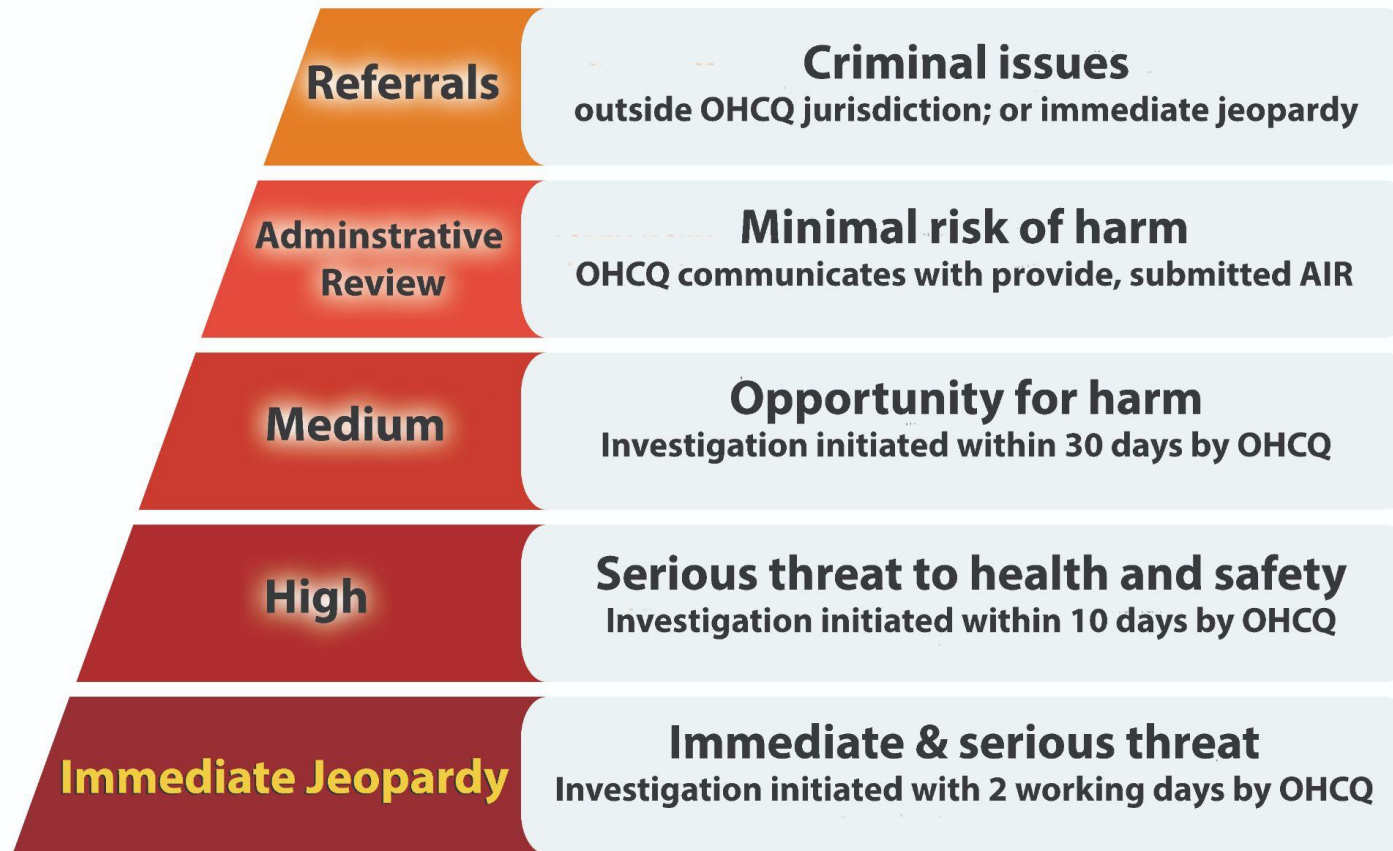 Referrals
Criminal issues
outside OHCQ jurisdiction; or immediate jeopardy
Adminstrative
Review
Minimal risk of harm
OHCQ communicates with provide, submitted AIR
Medium
Opportunity for harm
Investigation initiated within 30 days by OHCQ
High
Serious threat to health and safety
Investigation initiated within 10 days by OHCQ
Immediate Jeopardy
Immediate & serious threat
Investigation initiated with 2 working days by OHCQ